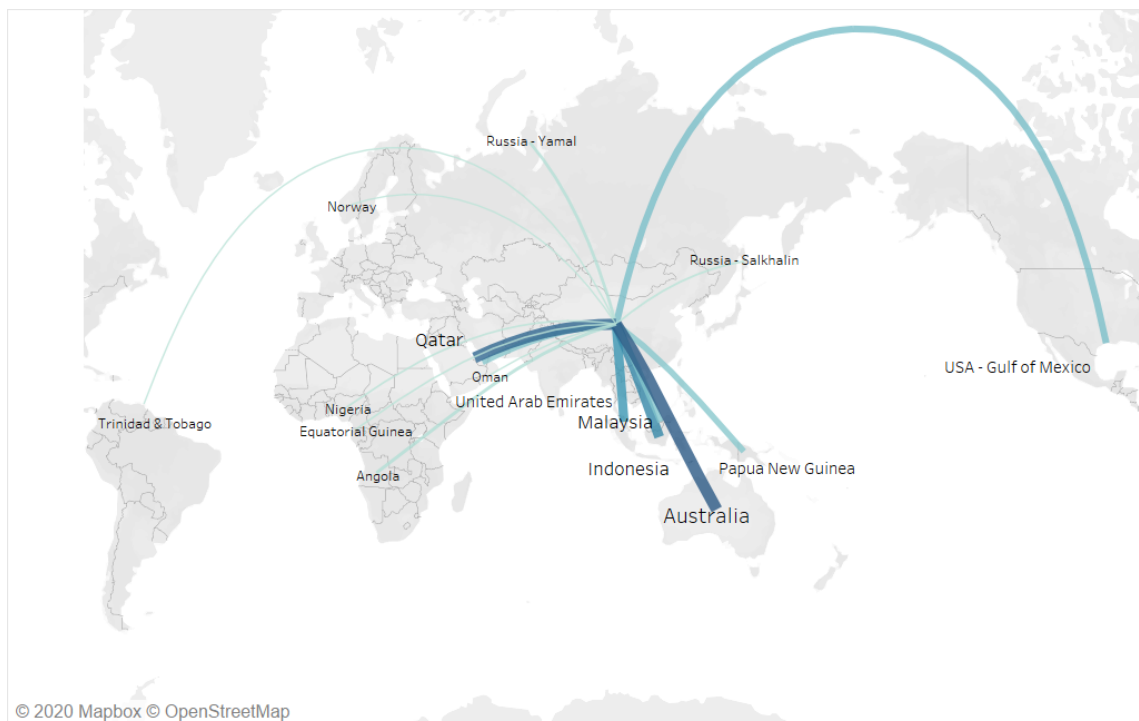 Russia - Yamal
Norway
Russia - Salkhalin
Qatar
USA - Gulf of Mexico
Oman
United Arab Emirates
Nigeria
Trinidad & Tobago
Malaysia
Equatorial Guinea
Indonesia
Papua New Guinea
Angola
Australia
© 2020 Mapbox © OpenStreetMap